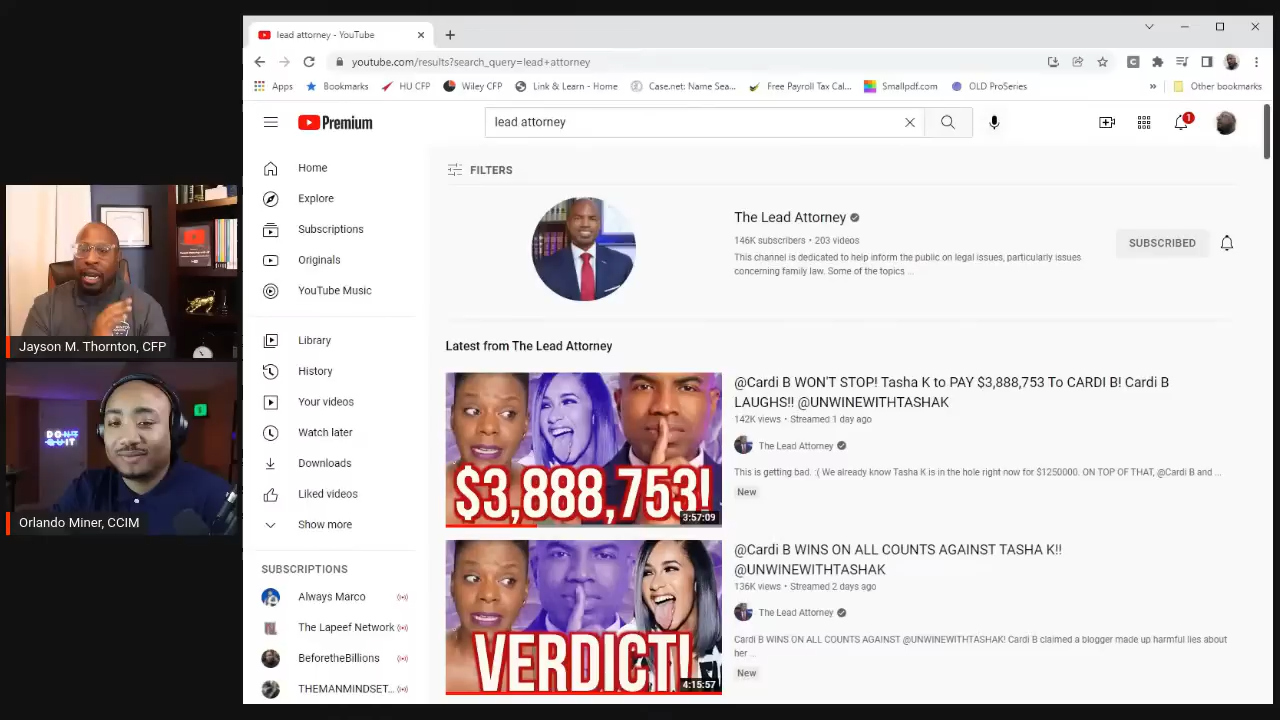 lead attorney - YouTube
youtube.com/results?search_query=lead+attorney
Apps
Bookmarks
HU CFP
Wiley CFP
Link & Learn - Home
Case.net: Name Sea...
Free Payroll Tax Cal...
Smallpdf.com
OLD ProSeries
»
Other bookmarks
Premium
lead attorney
1
Home
Explore
Subscriptions
Originals
YouTube Music
Library
History
Your videos
Watch later
Downloads
Liked videos
Show more
SUBSCRIPTIONS
Always Marco
The Lapeef Network
BeforetheBillions
THEMANMINDSET...
FILTERS
The Lead Attorney
146K subscribers • 203 videos
This channel is dedicated to help inform the public on legal issues, particularly issues
concerning family law. Some of the topics ...
SUBSCRIBED
Latest from The Lead Attorney
$3,888,753!
3:57:09
@Cardi B WON'T STOP! Tasha K to PAY $3,888,753 To CARDI B! Cardi B
LAUGHS!! @UNWINEWITHTASHAK
142K views • Streamed 1 day ago
The Lead Attorney
This is getting bad. :( We already know Tasha K is in the hole right now for $1250000. ON TOP OF THAT, @Cardi B and ...
New
VERDICT!
4:15:57
@Cardi B WINS ON ALL COUNTS AGAINST TASHA K!!
@UNWINEWITHTASHAK
136K views • Streamed 2 days ago
The Lead Attorney
Cardi B WINS ON ALL COUNTS AGAINST @UNWINEWITHTASHAK! Cardi B claimed a blogger made up harmful lies about
her ...
New
Jayson M. Thornton, CFP
DON'T
QUIT
$
Orlando Miner, CCIM